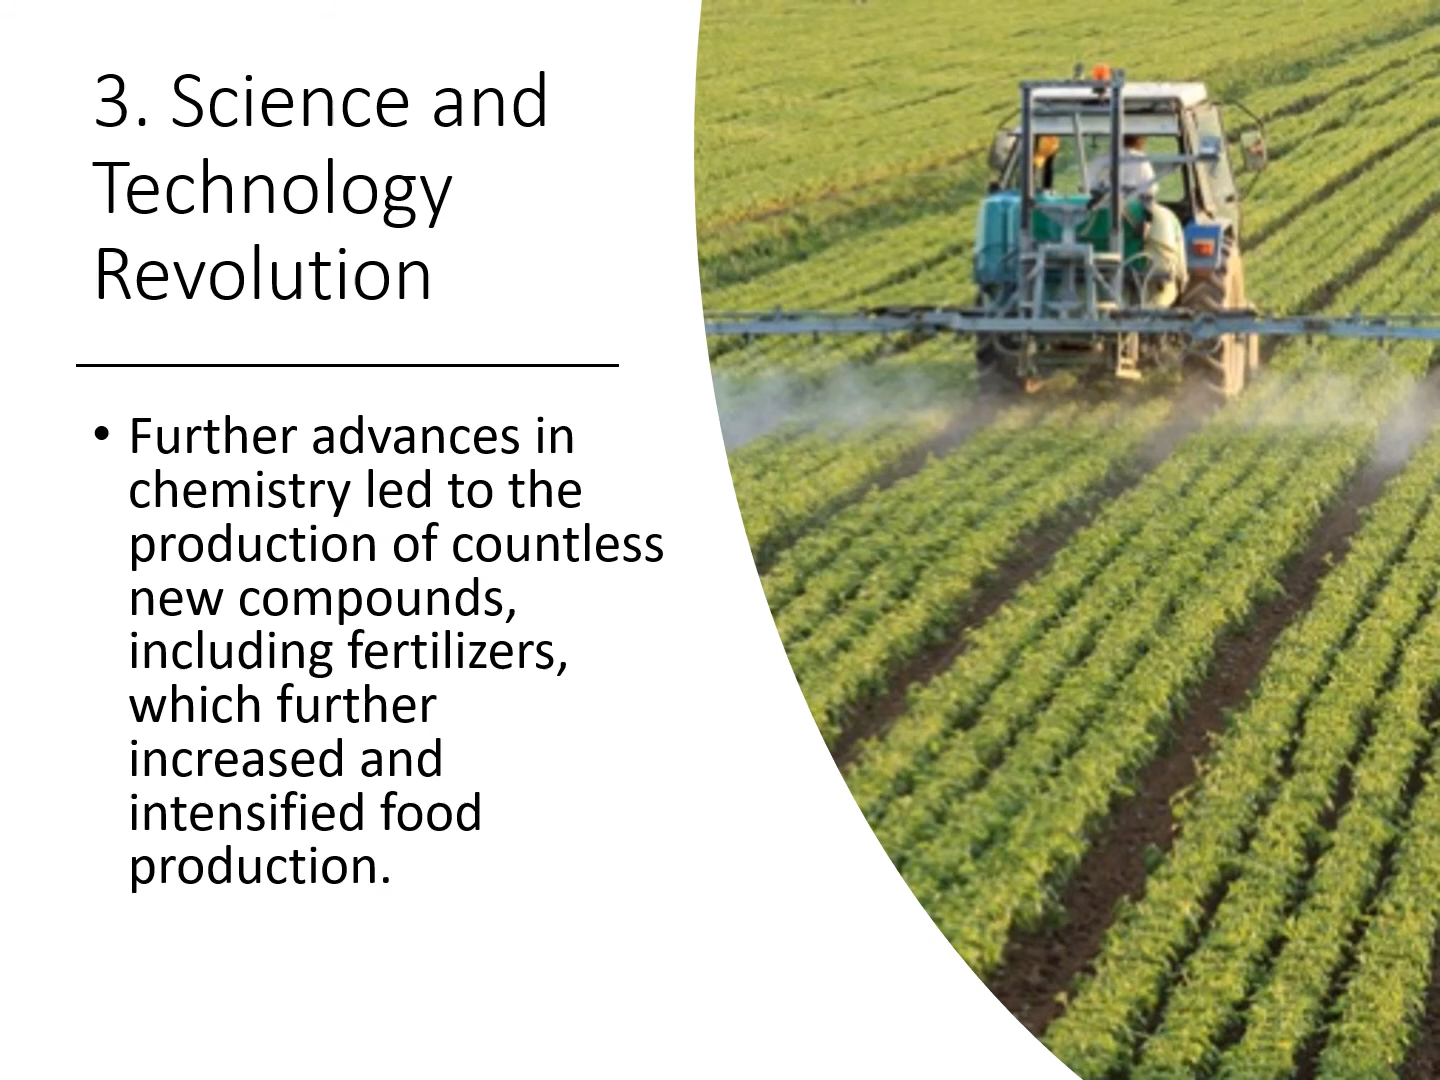 3. Science and
Technology
Revolution
• Further advances in
chemistry led to the
production of countless
new compounds,
including fertilizers,
which further
increased and
intensified food
production.